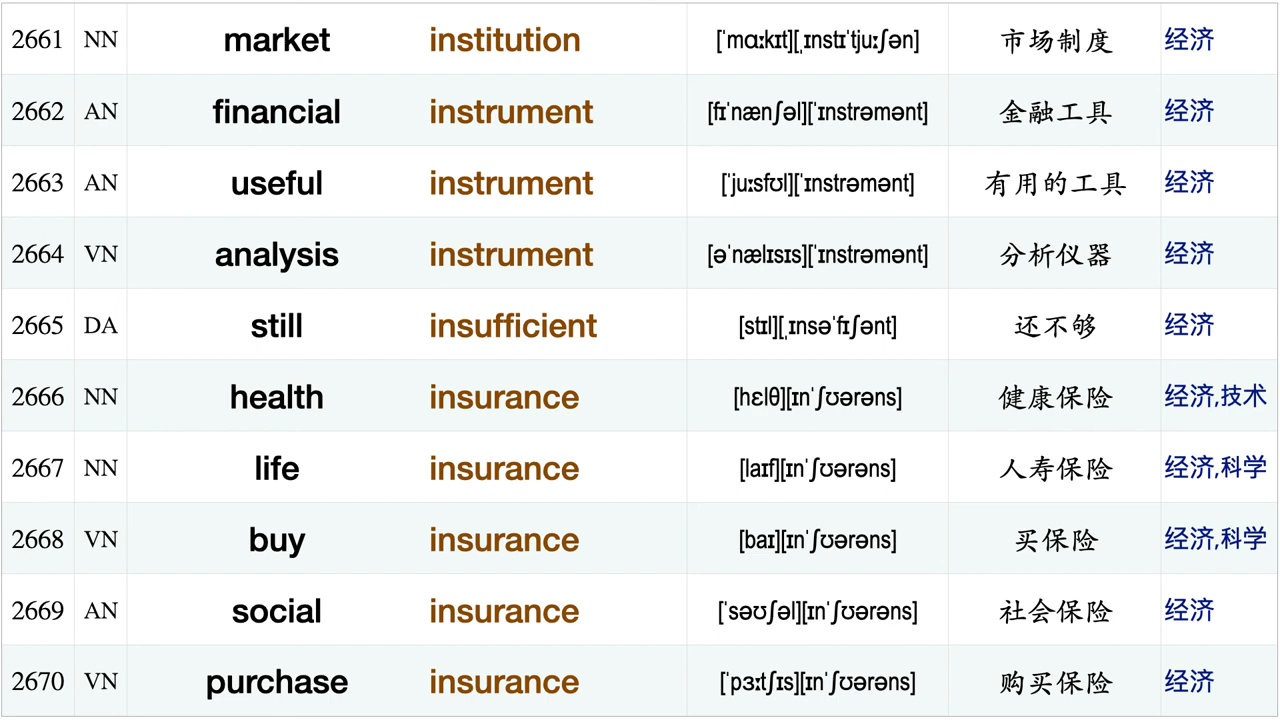 2661 NN market institution [ˈmɑːkɪt][ˌɪnstɪˈtjuːʃən] 市场制度 经济
2662 AN financial instrument [fɪˈnænʃəl][ˈɪnstrəmənt] 金融工具 经济
2663 AN useful instrument [ˈjuːsfʊl][ˈɪnstrəmənt] 有用的工具 经济
2664 VN analysis instrument [əˈnælɪsɪs][ˈɪnstrəmənt] 分析仪器 经济
2665 DA still insufficient [stɪl][ˌɪnsəˈfɪʃənt] 还不够 经济
2666 NN health insurance [hɛlθ][ɪnˈʃʊərəns] 健康保险 经济,技术
2667 NN life insurance [laɪf][ɪnˈʃʊərəns] 人寿保险 经济,科学
2668 VN buy insurance [baɪ][ɪnˈʃʊərəns] 买保险 经济,科学
2669 AN social insurance [ˈsəʊʃəl][ɪnˈʃʊərəns] 社会保险 经济
2670 VN purchase insurance [ˈpɜːtʃɪs][ɪnˈʃʊərəns] 购买保险 经济